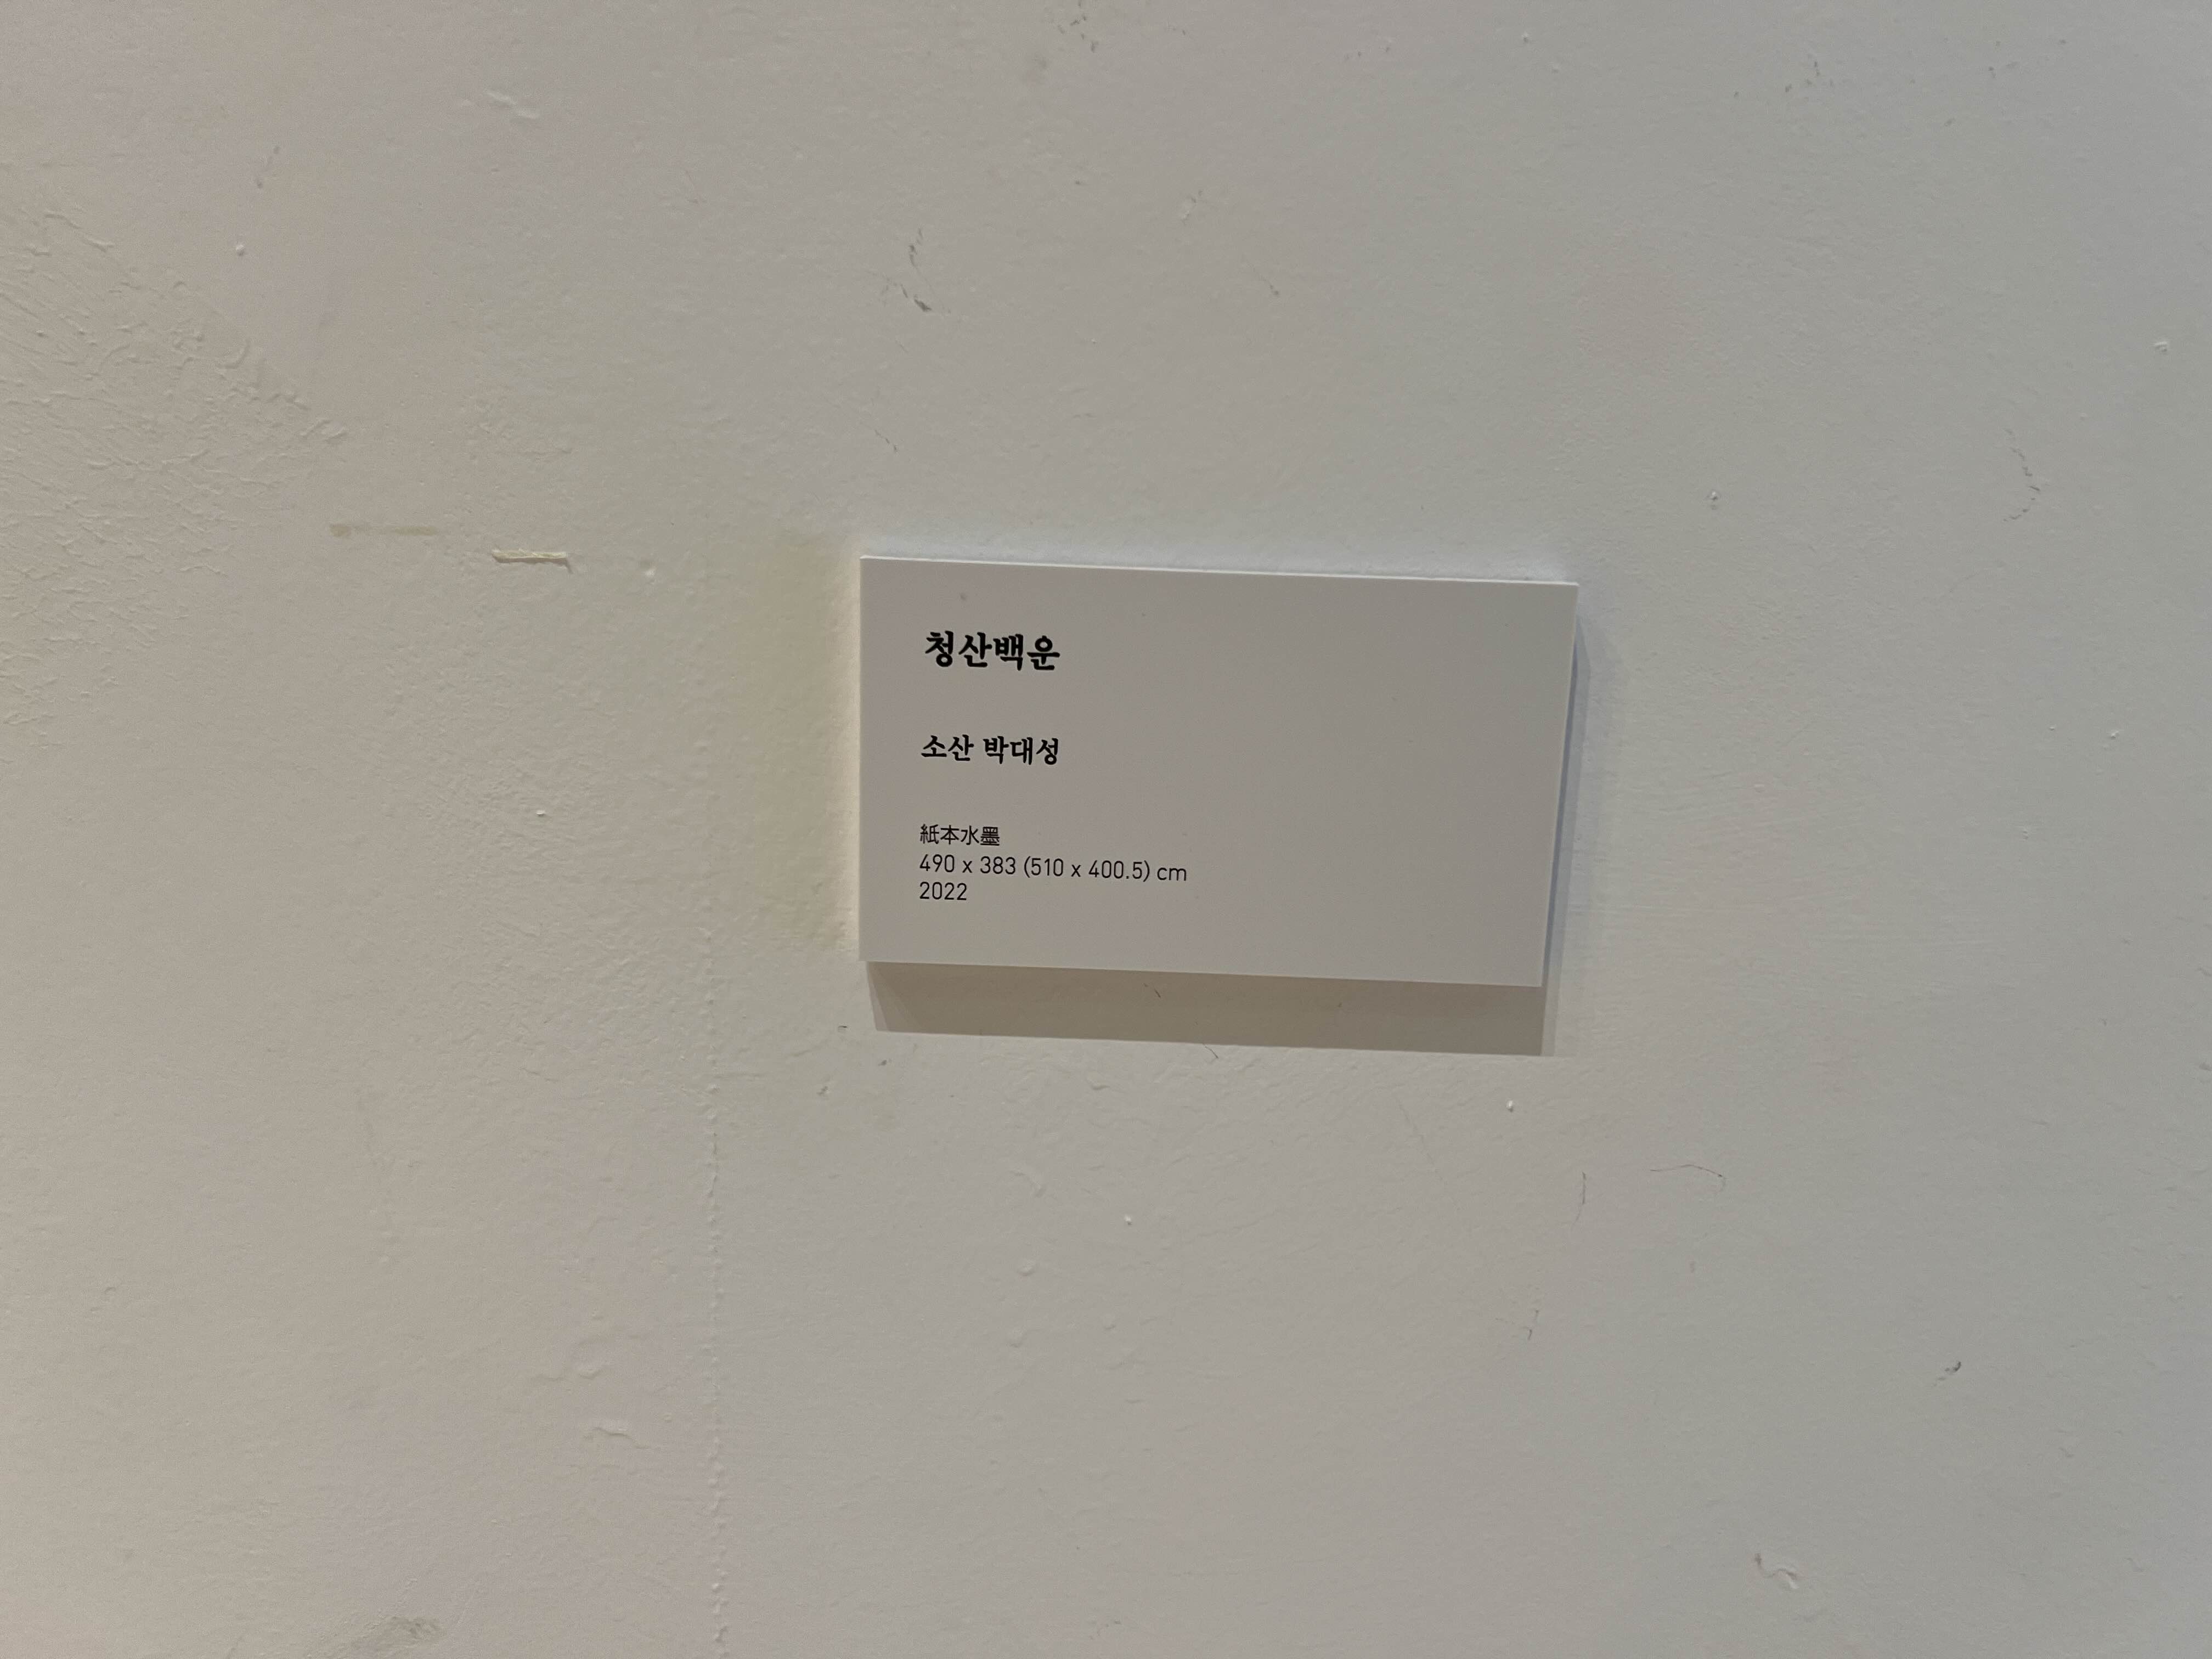 청산백운
소산 박대성
紙本水墨
490 x 383 (510 x 400.5) cm
2022